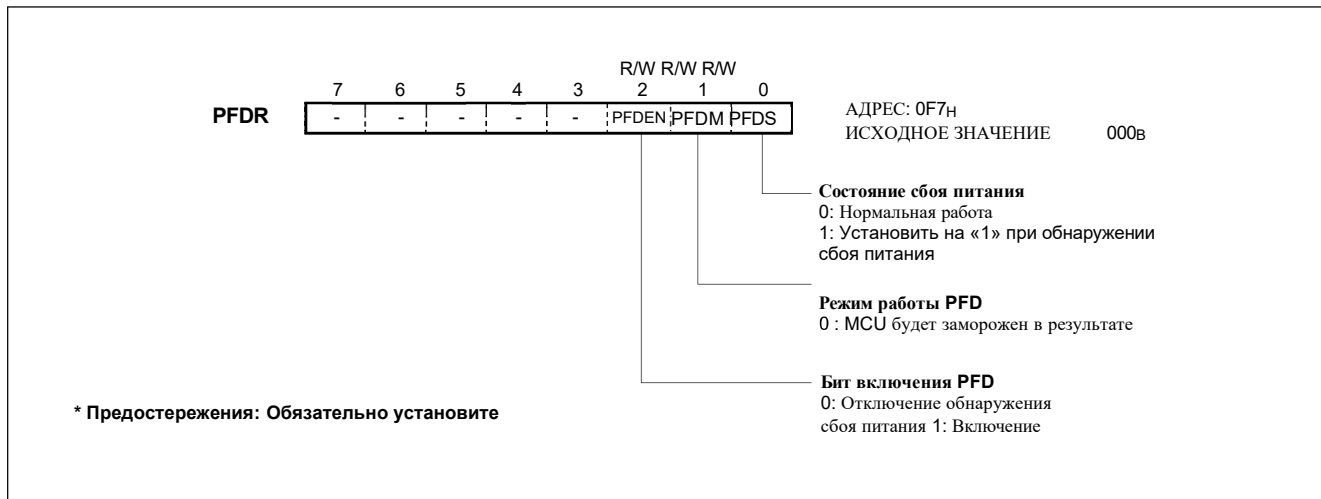 R/W R/W R/W
7 6 5 4 3 2 1 0
PFDR - - - - - PFDEN PFDM PFDS
АДРЕС: 0F7H
ИСХОДНОЕ ЗНАЧЕНИЕ 000B
Состояние сбоя питания
0: Нормальная работа
1: Установить на «1» при обнаружении
сбоя питания
Режим работы PFD
0 : MCU будет заморожен в результате
Бит включения PFD
0: Отключение обнаружения
сбоя питания 1: Включение
* Предостережения: Обязательно установите